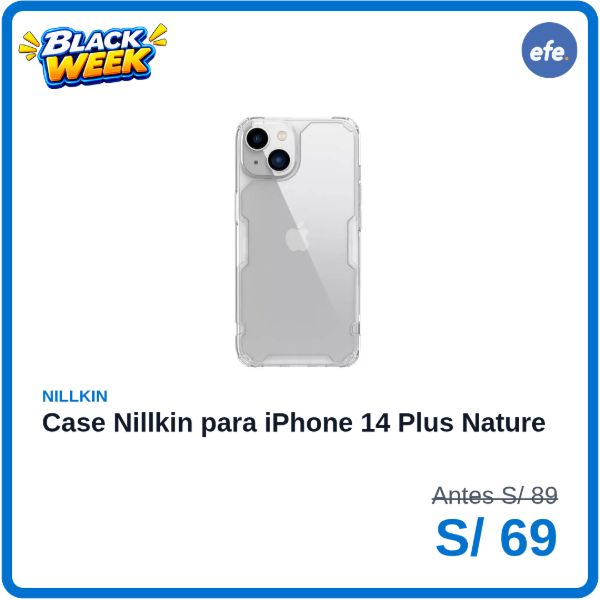 BLACK
WEEK
efe.
NILLKIN
Case Nillkin para iPhone 14 Plus Nature
Antes S/ 89
S/ 69